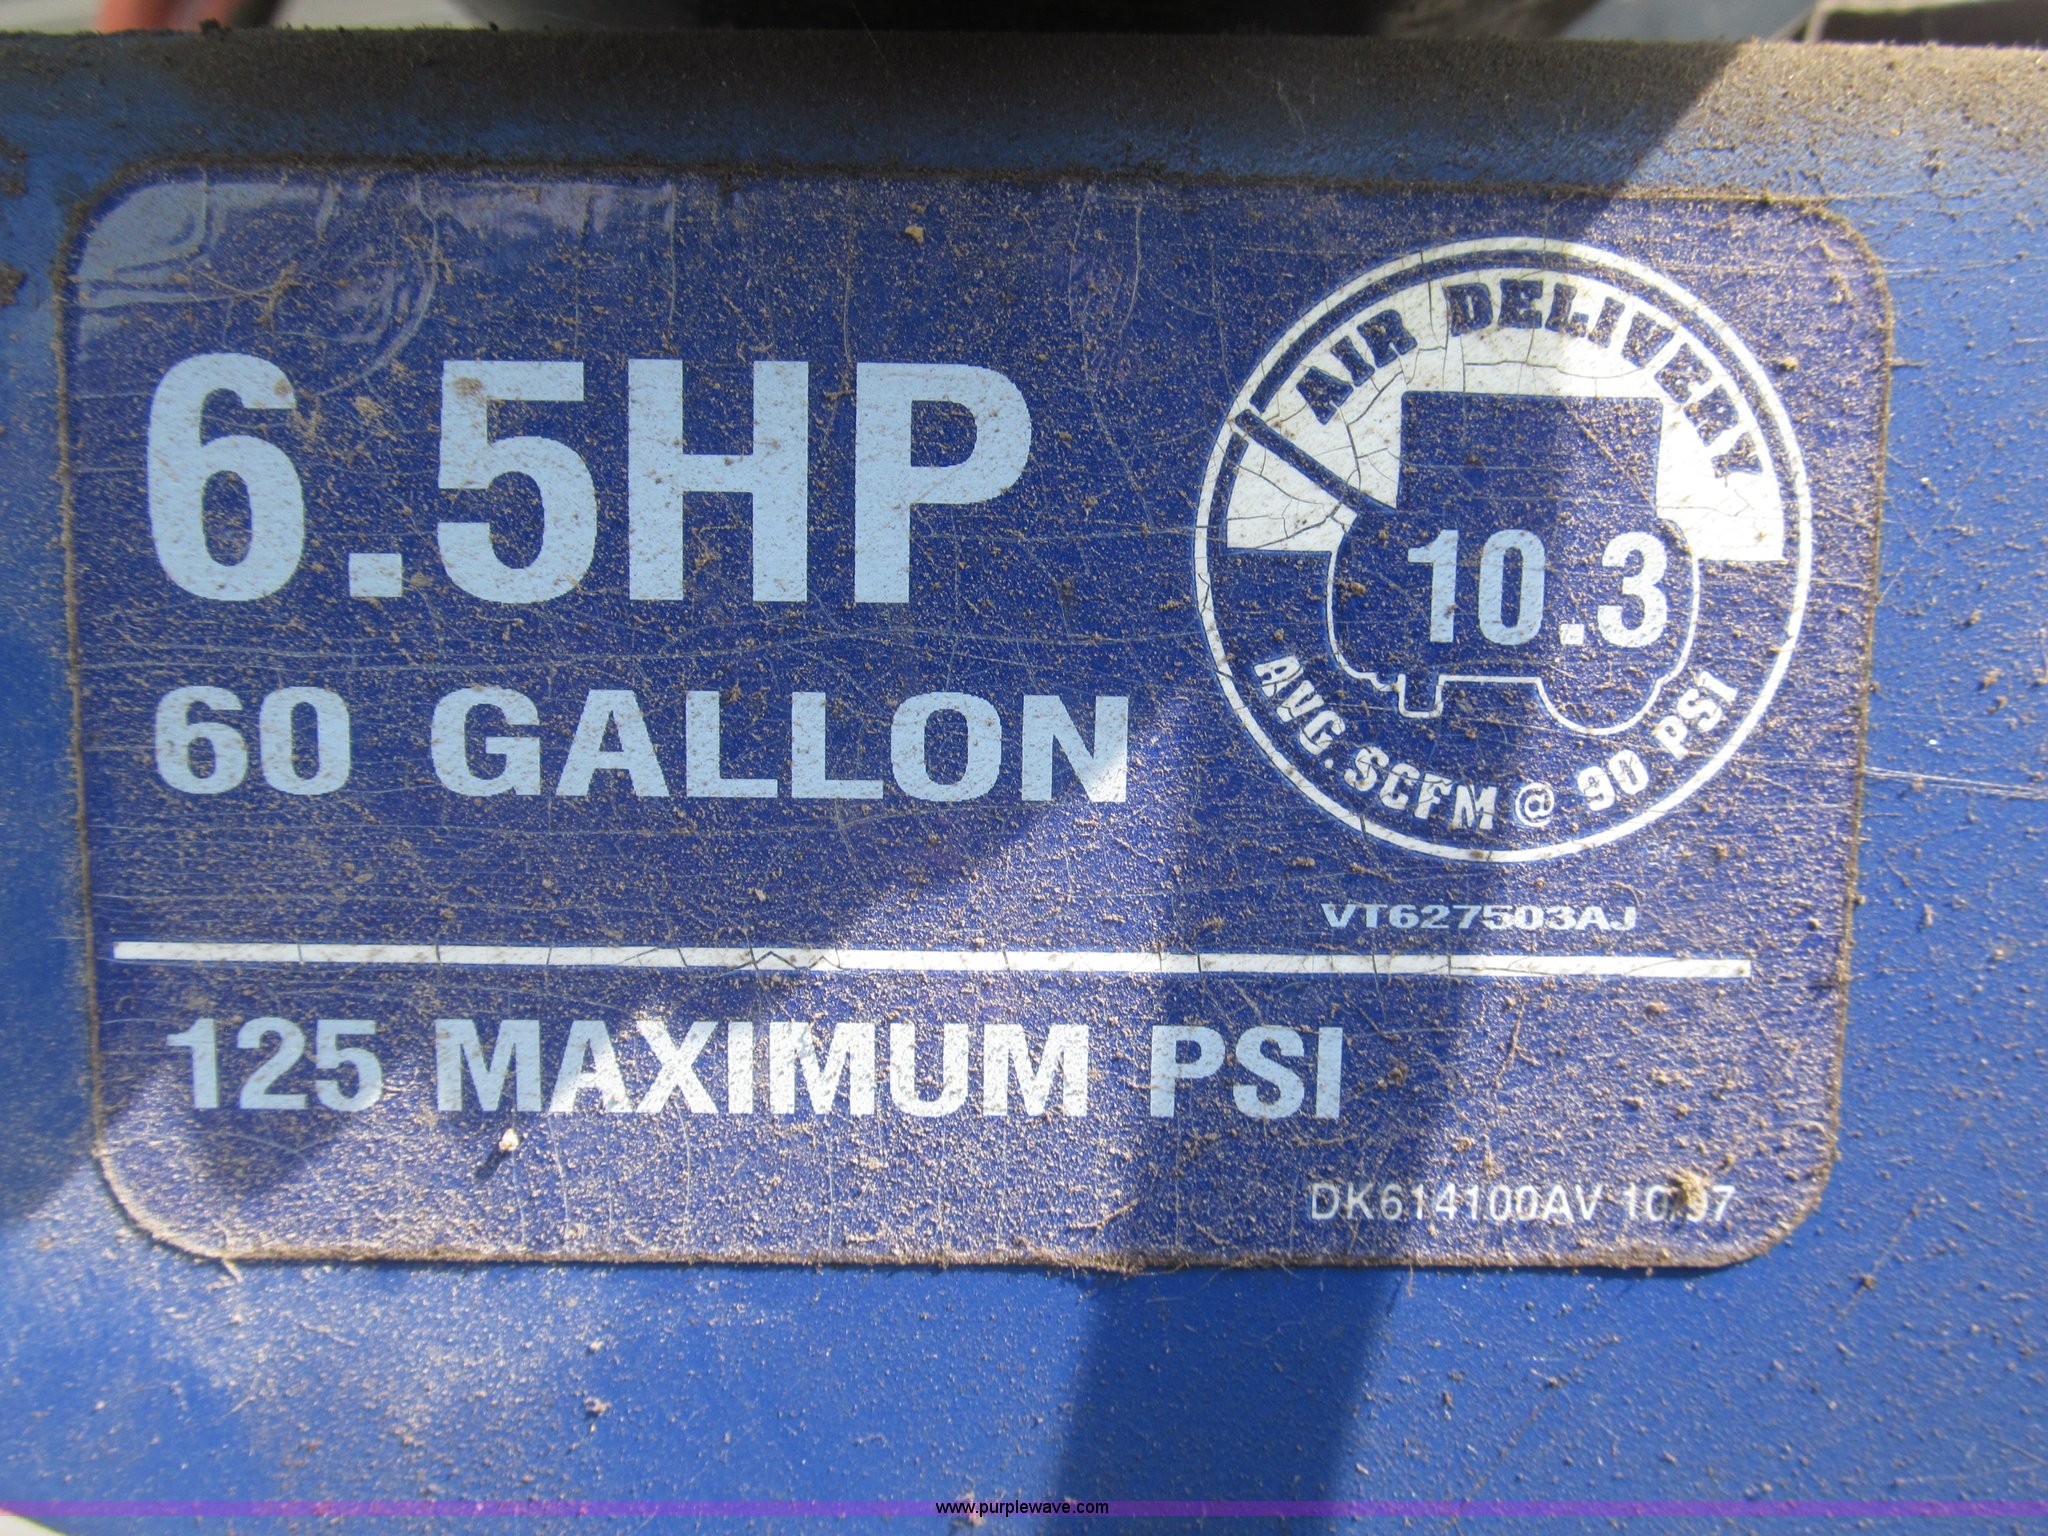 6.5HP
60 GALLON
AIR DELIVERY
10.3
AVG. SCFM @ 90 PSI
VT627503AJ
125 MAXIMUM PSI
DK614100AV
www.purplewave.com